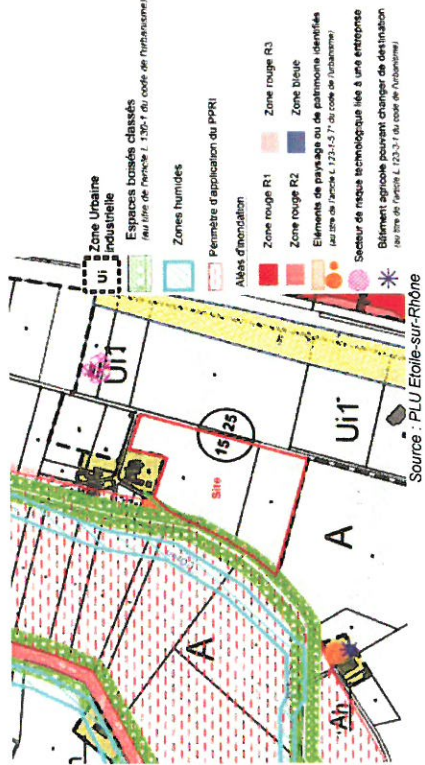 Ui
Zone Urbaine
industrielle
Espaces boisés classés
(au titre de l'article L. 130-1 du code de l'urbanisme)
Zones humides
Périmètre d'application du PPRI
Aléas d'inondation
Zone rouge R1
Zone rouge R3
Zone rouge R2
Zone bleue
Eléments de paysage ou de patrimoine identifiés
(au titre de l'article L 123-1-5 7° du code de l'urbanisme)
Secteur de risque technologique liée à une entreprise
Bâtiment agricole pouvant changer de destination
(au titre de l'article L 123-3-1 du code de l'urbanisme)
Ui1
15 25
Site
Ui1
A
A
Ah
Source : PLU Etoile-sur-Rhône